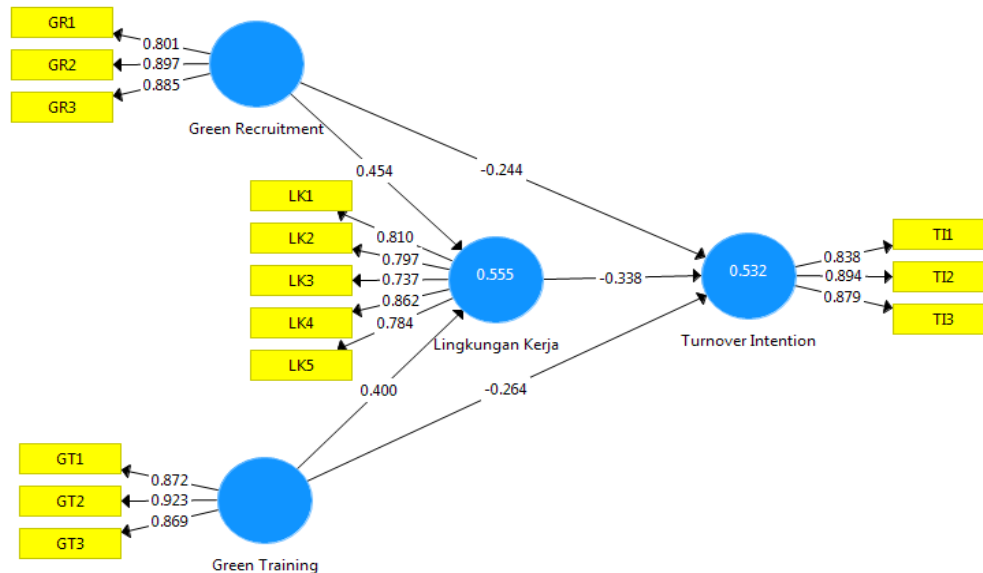 GR1
0.801
GR2
0.897
GR3
0.885
Green Recruitment
0.454
-0.244
LK1
0.810
LK2
0.797
LK3
0.737
LK4
0.862
LK5
0.784
0.555
Lingkungan Kerja
-0.338
0.532
Turnover Intention
TI1
0.838
TI2
0.894
TI3
0.879
0.400
-0.264
GT1
0.872
GT2
0.923
GT3
0.869
Green Training